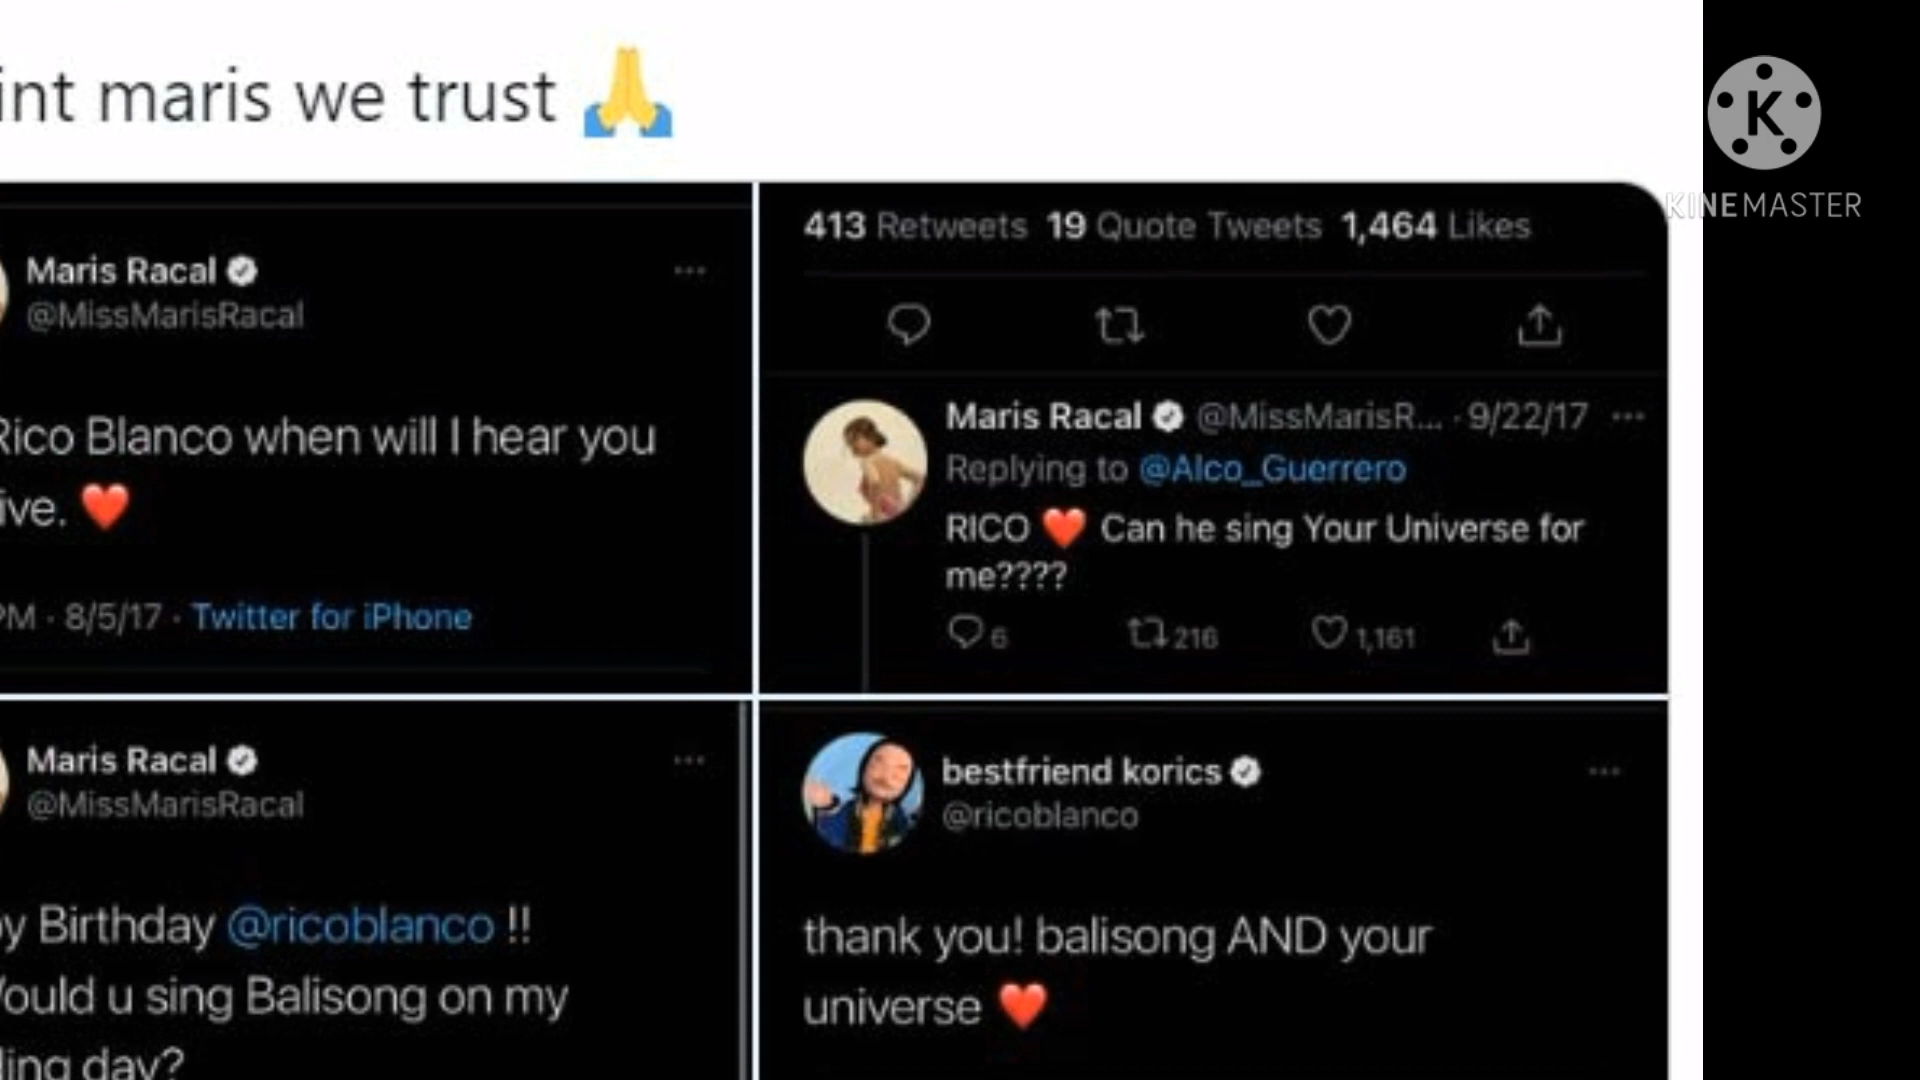 int maris we trust 🙏
KINEMASTER
Maris Racal
@MissMarisRacal
Rico Blanco when will I hear you
ive. ❤️
PM · 8/5/17 · Twitter for iPhone
413 Retweets 19 Quote Tweets 1,464 Likes
Maris Racal @MissMarisR... · 9/22/17
Replying to @Alco_Guerrero
RICO ❤️ Can he sing Your Universe for
me????
6 216 1,161
Maris Racal
@MissMarisRacal
y Birthday @ricoblanco !!
ould u sing Balisong on my
ing day?
bestfriend korics
@ricoblanco
thank you! balisong AND your
universe ❤️